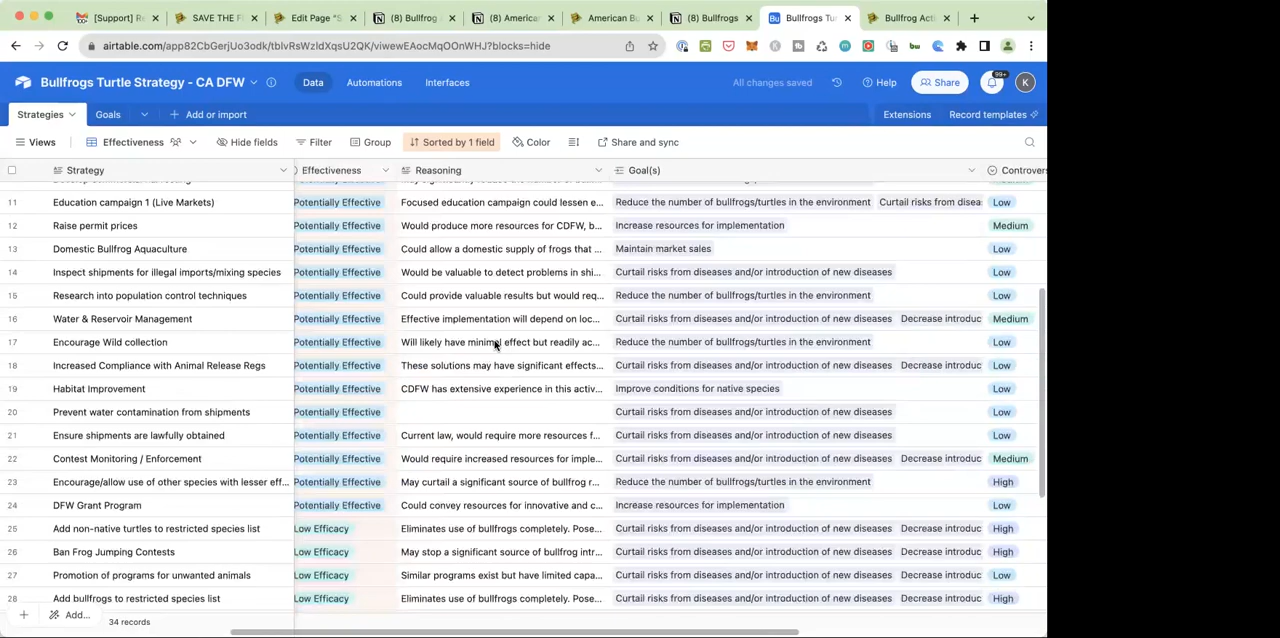 [Support] Re
SAVE THE F
Edit Page "S
(8) Bullfrog
(8) American
American Bu
(8) Bullfrogs
Bu Bullfrogs Tur
Bullfrog Acti
airtable.com/app82CbGerjUo3odk/tblvRsWzldXqsU2QK/viewewEAocMqOOnWHJ?blocks=hide
Bullfrogs Turtle Strategy - CA DFW
Data
Automations
Interfaces
All changes saved
Help
Share
99+
K
Strategies
Goals
Add or import
Extensions
Record templates
Views
Effectiveness
Hide fields
Filter
Group
Sorted by 1 field
Color
Share and sync
Strategy Effectiveness Reasoning Goal(s) Controvers
11 Education campaign 1 (Live Markets) Potentially Effective Focused education campaign could lessen e... Reduce the number of bullfrogs/turtles in the environment Curtail risks from disea Low
12 Raise permit prices Potentially Effective Would produce more resources for CDFW, b... Increase resources for implementation Medium
13 Domestic Bullfrog Aquaculture Potentially Effective Could allow a domestic supply of frogs that ... Maintain market sales Low
14 Inspect shipments for illegal imports/mixing species Potentially Effective Would be valuable to detect problems in shi... Curtail risks from diseases and/or introduction of new diseases Low
15 Research into population control techniques Potentially Effective Could provide valuable results but would req... Reduce the number of bullfrogs/turtles in the environment Low
16 Water & Reservoir Management Potentially Effective Effective implementation will depend on loc... Curtail risks from diseases and/or introduction of new diseases Decrease introduc Medium
17 Encourage Wild collection Potentially Effective Will likely have minimal effect but readily ac... Reduce the number of bullfrogs/turtles in the environment Low
18 Increased Compliance with Animal Release Regs Potentially Effective These solutions may have significant effects... Curtail risks from diseases and/or introduction of new diseases Decrease introduc Low
19 Habitat Improvement Potentially Effective CDFW has extensive experience in this activ... Improve conditions for native species Low
20 Prevent water contamination from shipments Potentially Effective Curtail risks from diseases and/or introduction of new diseases Low
21 Ensure shipments are lawfully obtained Potentially Effective Current law, would require more resources f... Curtail risks from diseases and/or introduction of new diseases Low
22 Contest Monitoring / Enforcement Potentially Effective Would require increased resources for imple... Curtail risks from diseases and/or introduction of new diseases Decrease introduc Medium
23 Encourage/allow use of other species with lesser eff... Potentially Effective May curtail a significant source of bullfrog r... Reduce the number of bullfrogs/turtles in the environment High
24 DFW Grant Program Potentially Effective Could convey resources for innovative and c... Increase resources for implementation Low
25 Add non-native turtles to restricted species list Low Efficacy Eliminates use of bullfrogs completely. Pose... Curtail risks from diseases and/or introduction of new diseases Decrease introduc High
26 Ban Frog Jumping Contests Low Efficacy May stop a significant source of bullfrog intr... Curtail risks from diseases and/or introduction of new diseases Decrease introduc High
27 Promotion of programs for unwanted animals Low Efficacy Similar programs exist but have limited capa... Curtail risks from diseases and/or introduction of new diseases Decrease introduc Low
28 Add bullfrogs to restricted species list Low Efficacy Eliminates use of bullfrogs completely. Pose... Curtail risks from diseases and/or introduction of new diseases Decrease introduc High
Add...
34 records